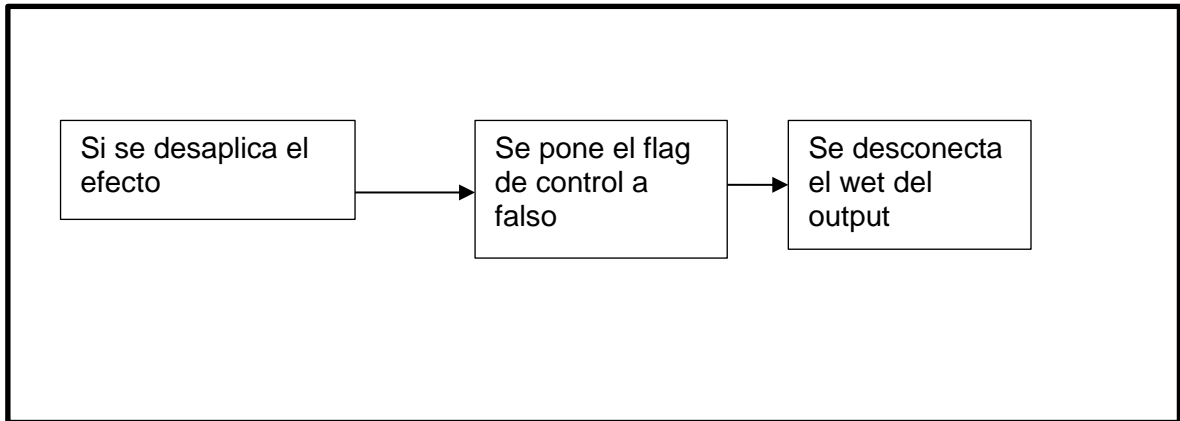 Si se desaplica el
efecto
Se pone el flag
de control a
falso
Se desconecta
el wet del
output